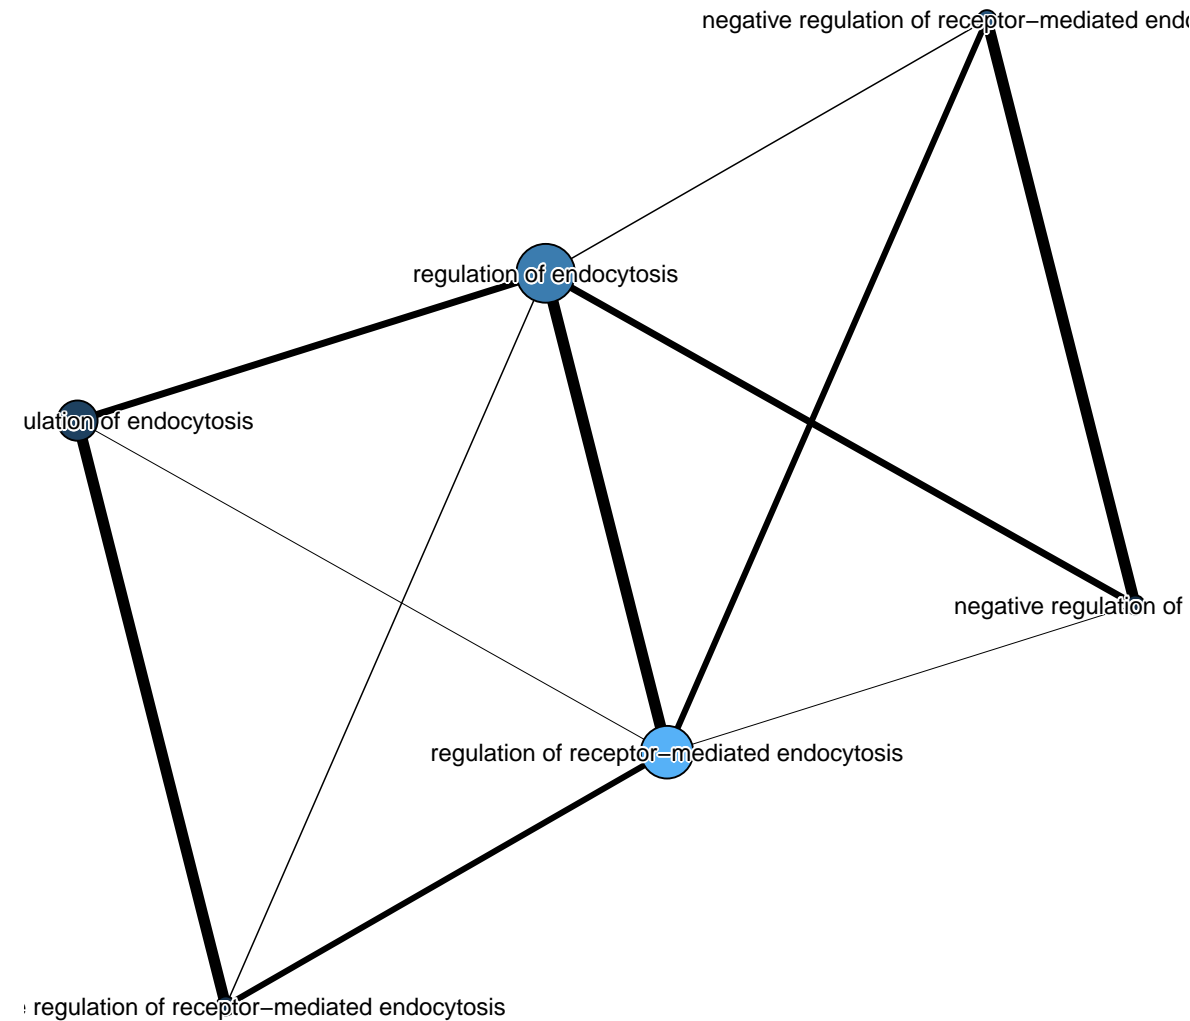 negative regulation of receptor−mediated endo
regulation of endocytosis
ulation of endocytosis
negative regulation of
regulation of receptor−mediated endocytosis
regulation of receptor−mediated endocytosis